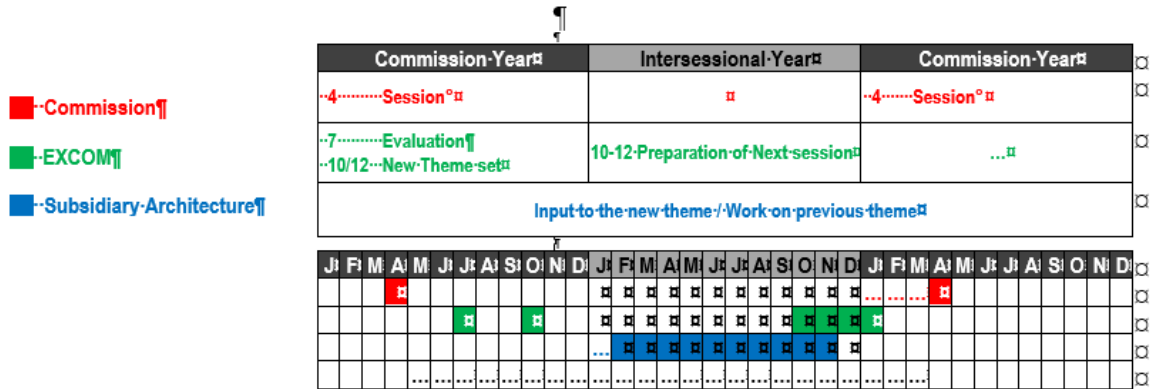 ¶
¶
Commission·Year¤ Intersessional·Year¤ Commission·Year¤ ¤
··Commission¶
··4··········Session°¤ ¤ ··4·······Session°¤ ¤
··EXCOM¶
··7··········Evaluation¶
··10/12···New·Theme·set¤ 10-12·Preparation·of·Next·session¤ …¤ ¤
··Subsidiary·Architecture¶
Input·to·the·new·theme·/·Work·on·previous·theme¤ ¤
¶
J¤ F¤ M¤ A¤ M¤ J¤ J¤ A¤ S¤ O¤ N¤ D¤ J¤ F¤ M¤ A¤ M¤ J¤ J¤ A¤ S¤ O¤ N¤ D¤ J¤ F¤ M¤ A¤ M¤ J¤ J¤ A¤ S¤ O¤ N¤ D¤ ¤
¤ ¤ ¤ ¤ ¤ ¤ ¤ ¤ ¤ ¤ ¤ ¤ ¤ … … … ¤ ¤
¤ ¤ ¤ ¤ ¤ ¤ ¤ ¤ ¤ ¤ ¤ ¤ ¤ ¤ ¤ ¤
… ¤ ¤ ¤ ¤ ¤ ¤ ¤ ¤ ¤ ¤ ¤ ¤
… … … … … … … … … … … … … … … … … … … … … … … ¤